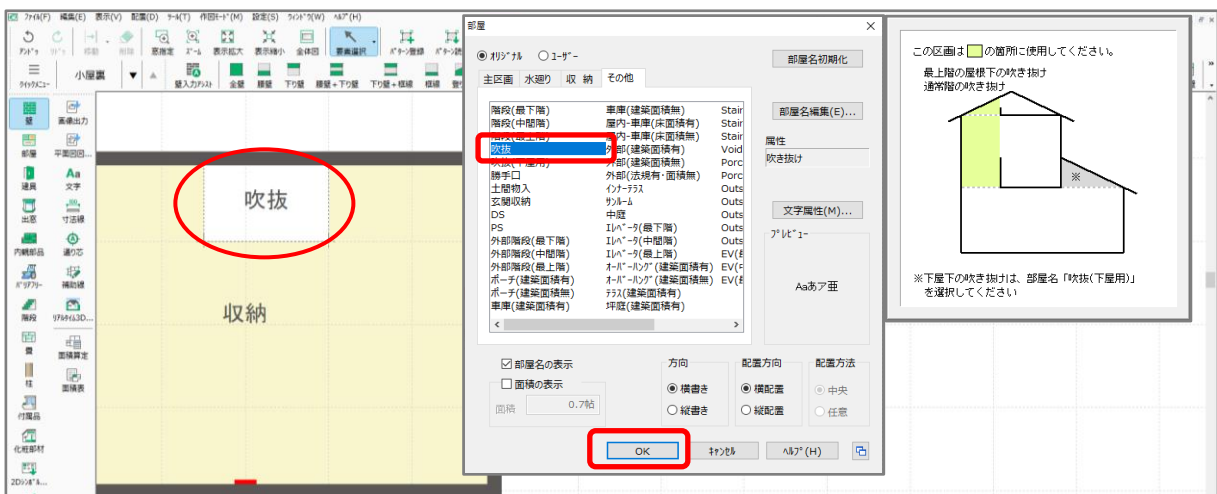 ﾌｧｲﾙ(F) 編集(E) 表示(V) 配置(D) ﾂｰﾙ(T) 作図ﾓｰﾄﾞ(M) 設定(S) ｳｨﾝﾄﾞｳ(W) ﾍﾙﾌﾟ(H)
ｱﾝﾄﾞｩ ﾘﾄﾞｩ 移動 削除 窓指定 ｽﾞｰﾑ 表示拡大 表示縮小 全体図 要素選択 ﾊﾟﾀｰﾝ登録
ｸｲｯｸﾒﾆｭｰ 小屋裏 ▼ ▲ 壁入力ｱｼｽﾄ 全壁 腰壁 下り壁 腰壁+下り壁 下り壁+框線 框線
壁 画像出力
部屋 平面図図...
建具 Aa 文字
出窓 寸法線
内観部品 通り芯
ﾊﾞﾘｱﾌﾘｰ 補助線
階段 ﾘｱﾙﾀｲﾑ3D...
畳 面積算定
柱 面積表
付属品
化粧部材
2Dｼﾝﾎﾞﾙ...
吹抜
収納
部屋 ×
オリジナル ユーザー 部屋名初期化
主区画 水廻り 収 納 その他
階段(最下階) 車庫(建築面積無) Stair
階段(中間階) 屋内-車庫(床面積有) Stair
階段(最上階) 屋内-車庫(床面積無) Stair
吹抜 外部(建築面積有) Void
吹抜(下屋用) 外部(建築面積無) Porc
勝手口 外部(法規有・面積無) Porc
土間物入 ｲﾝﾅｰﾃﾗｽ Outs
玄関収納 ｻﾝﾙｰﾑ Outs
DS 中庭 Outs
PS ｴﾚﾍﾞｰﾀ(最下階) Outs
外部階段(最下階) ｴﾚﾍﾞｰﾀ(中間階) Outs
外部階段(中間階) ｴﾚﾍﾞｰﾀ(最上階)
外部階段(最上階) ｵｰﾊﾞｰﾊﾝｸﾞ(建築面積有)
ポーチ(建築面積有) ｵｰﾊﾞｰﾊﾝｸﾞ(建築面積無)
ポーチ(建築面積無) ﾃﾗｽ(建築面積有)
車庫(建築面積有) 坪庭(建築面積有)
部屋名編集(E)...
属性
吹き抜け
文字属性(M)...
ﾌﾟﾚﾋﾞｭｰ
Aaあア亜
部屋名の表示
面積の表示
面積 0.7帖
方向
横書き
縦書き
配置方向
横配置
縦配置
配置方法
中央
任意
OK ｷｬﾝｾﾙ ﾍﾙﾌﾟ(H)
この区画は の箇所に使用してください。
最上階の屋根下の吹き抜け
通常階の吹き抜け
※
※下屋下の吹き抜けは、部屋名「吹抜(下屋用)」
を選択してください